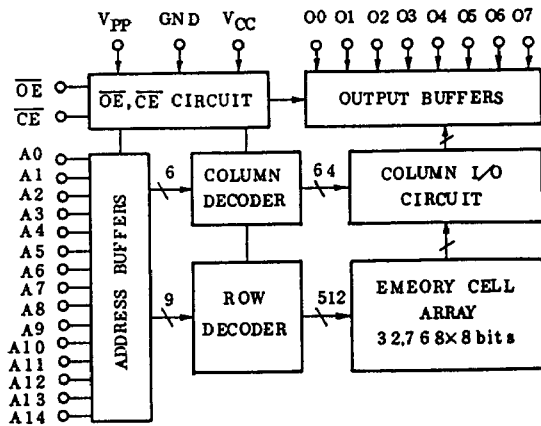 VPP GND VCC O0 O1 O2 O3 O4 O5 O6 O7
OE
CE
OE, CE CIRCUIT
OUTPUT BUFFERS
A0
A1
A2
A3
A4
A5
A6
A7
A8
A9
A10
A11
A12
A13
A14
ADDRESS BUFFERS
6
COLUMN
DECODER
64
COLUMN I/O
CIRCUIT
9
ROW
DECODER
512
EMEORY CELL
ARRAY
32,768×8bits